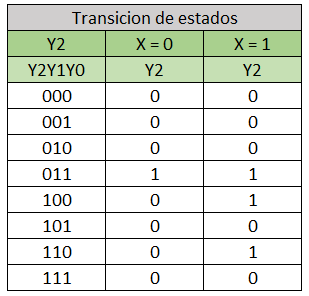 Transicion de estados
Y2 X = 0 X = 1
Y2Y1Y0 Y2 Y2
000 0 0
001 0 0
010 0 0
011 1 1
100 0 1
101 0 0
110 0 1
111 0 0